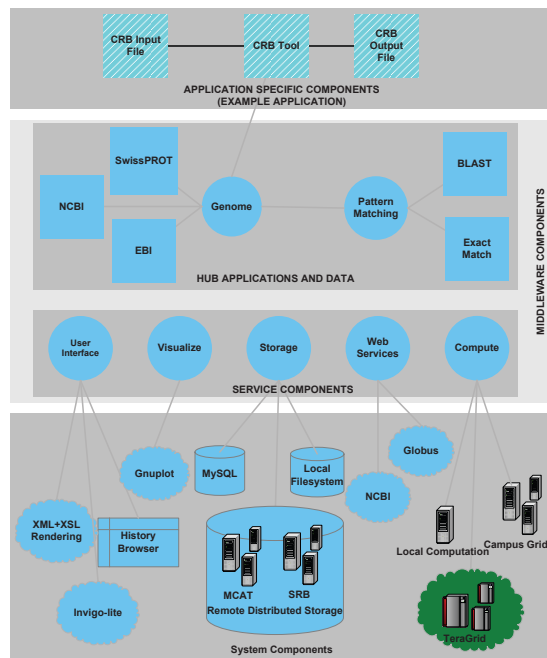 CRB Input
File
CRB Tool
CRB
Output
File
APPLICATION SPECIFIC COMPONENTS
(EXAMPLE APPLICATION)
SwissPROT
BLAST
NCBI
Genome
Pattern
Matching
EBI
Exact
Match
HUB APPLICATIONS AND DATA
MIDDLEWARE COMPONENTS
User
Interface
Visualize
Storage
Web
Services
Compute
SERVICE COMPONENTS
Globus
Gnuplot
MySQL
Local
Filesystem
NCBI
XML+XSL
Rendering
History
Browser
Local Computation
Campus Grid
MCAT
SRB
Remote Distributed Storage
Invigo-lite
TeraGrid
System Components